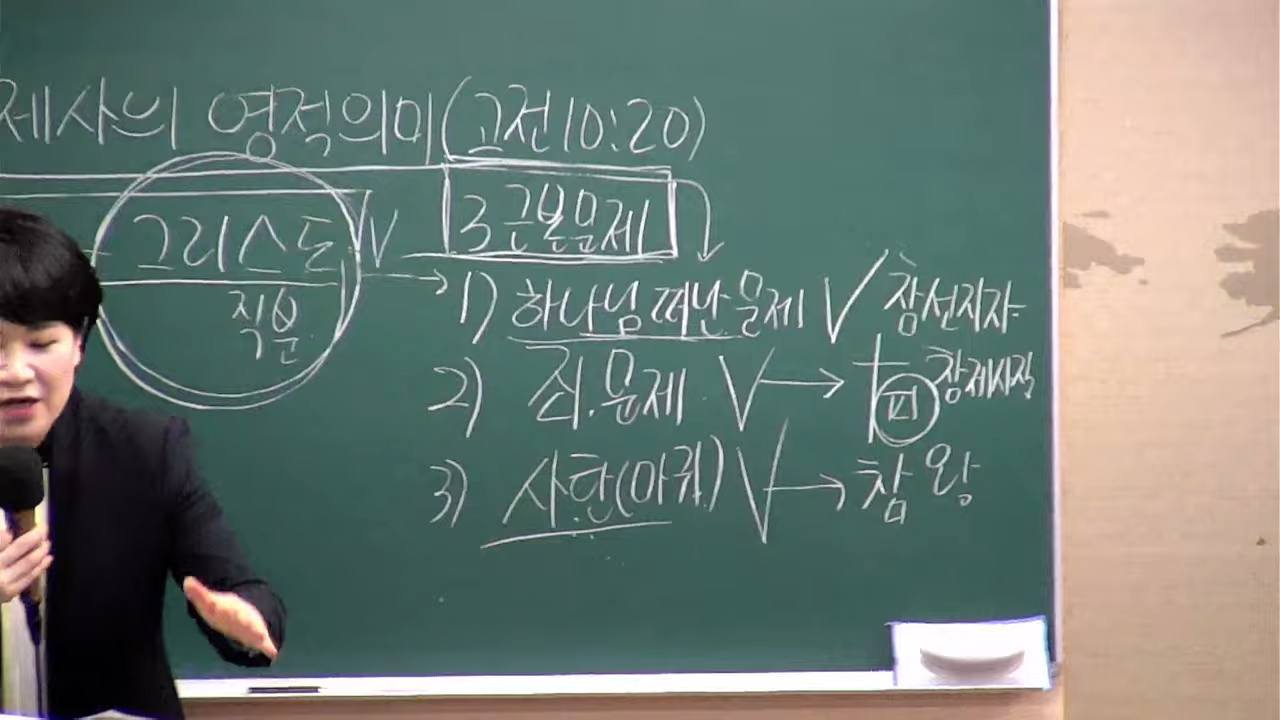 제사의 영적의미(고전10:20)
3 근본문제
그리스도 V
직분
1) 하나님 떠난 문제 V 참선지자
2) 죄.문제 V → 피 참제사장
3) 사탄(마귀) V → 참 왕